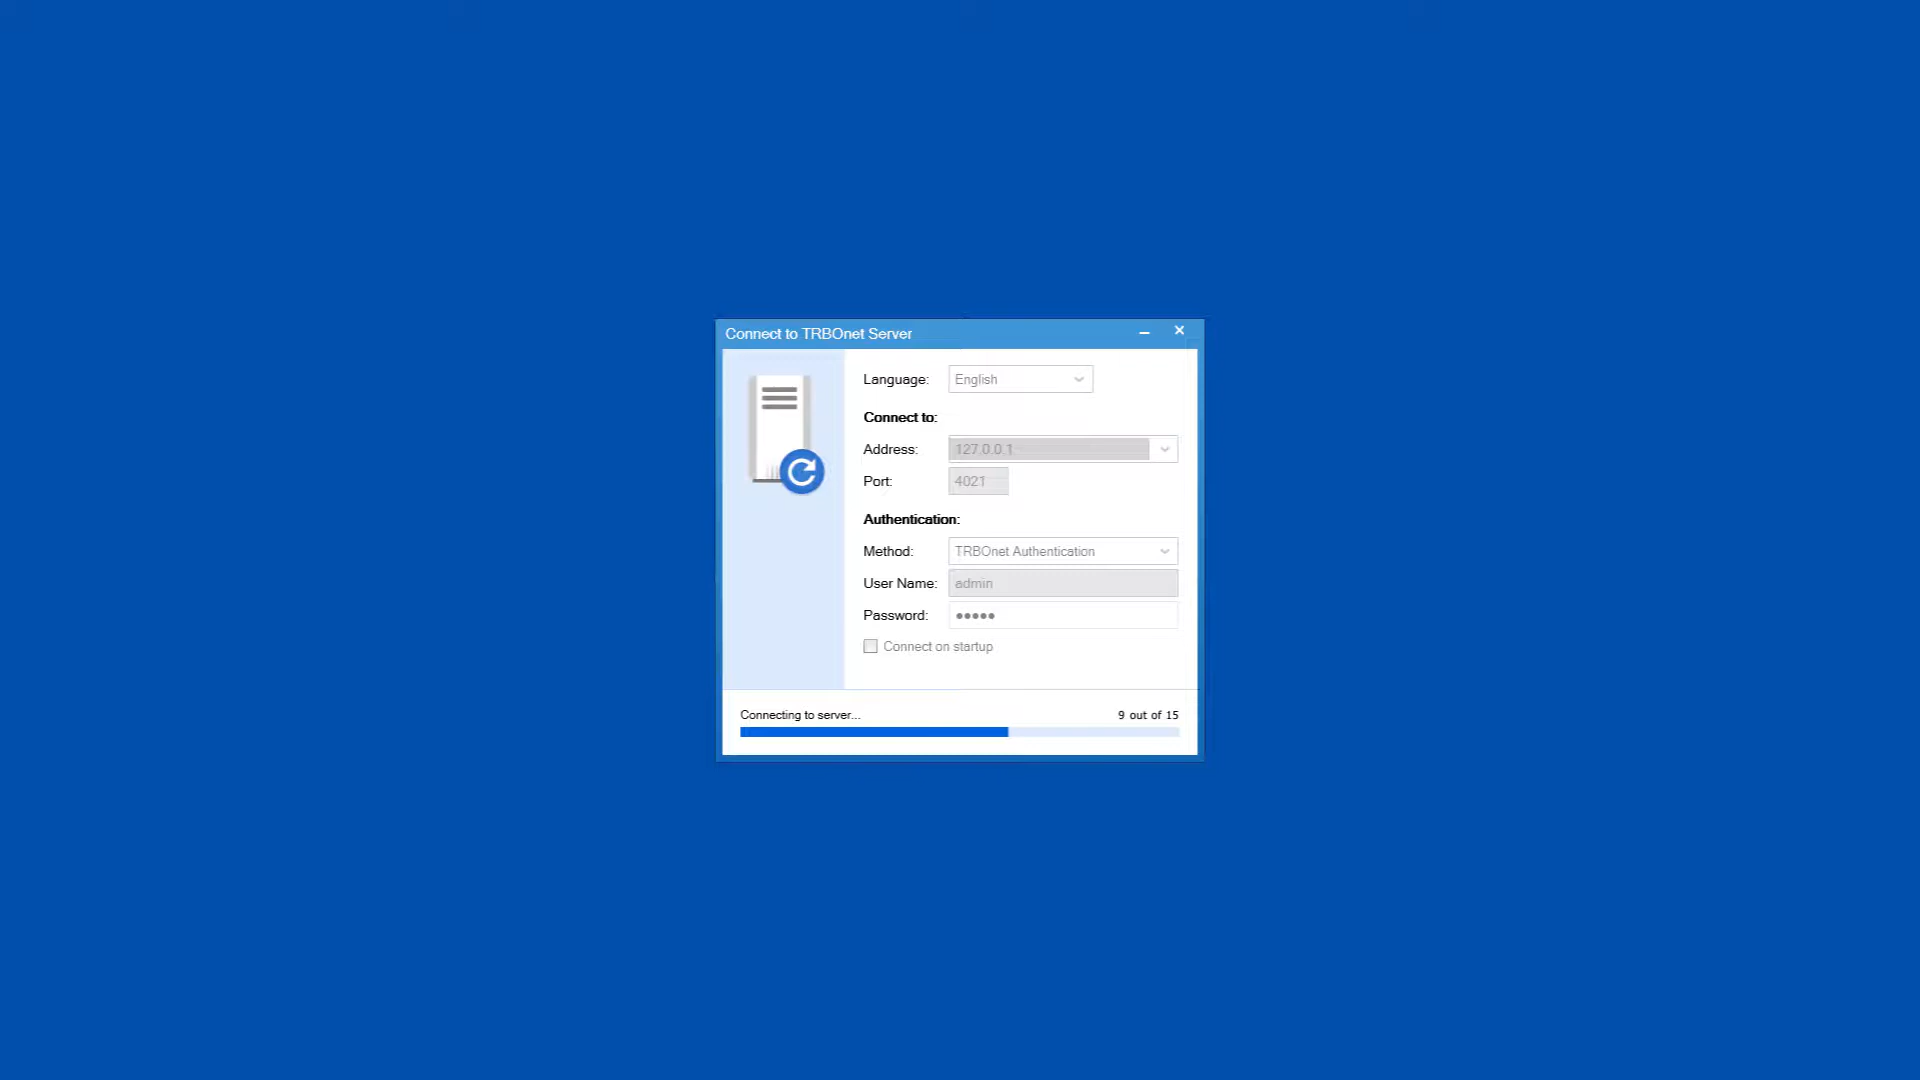 Connect to TRBOnet Server
Language: English
Connect to:
Address: 127.0.0.1
Port: 4021
Authentication:
Method: TRBOnet Authentication
User Name: admin
Password: •••••
Connect on startup
Connecting to server... 9 out of 15